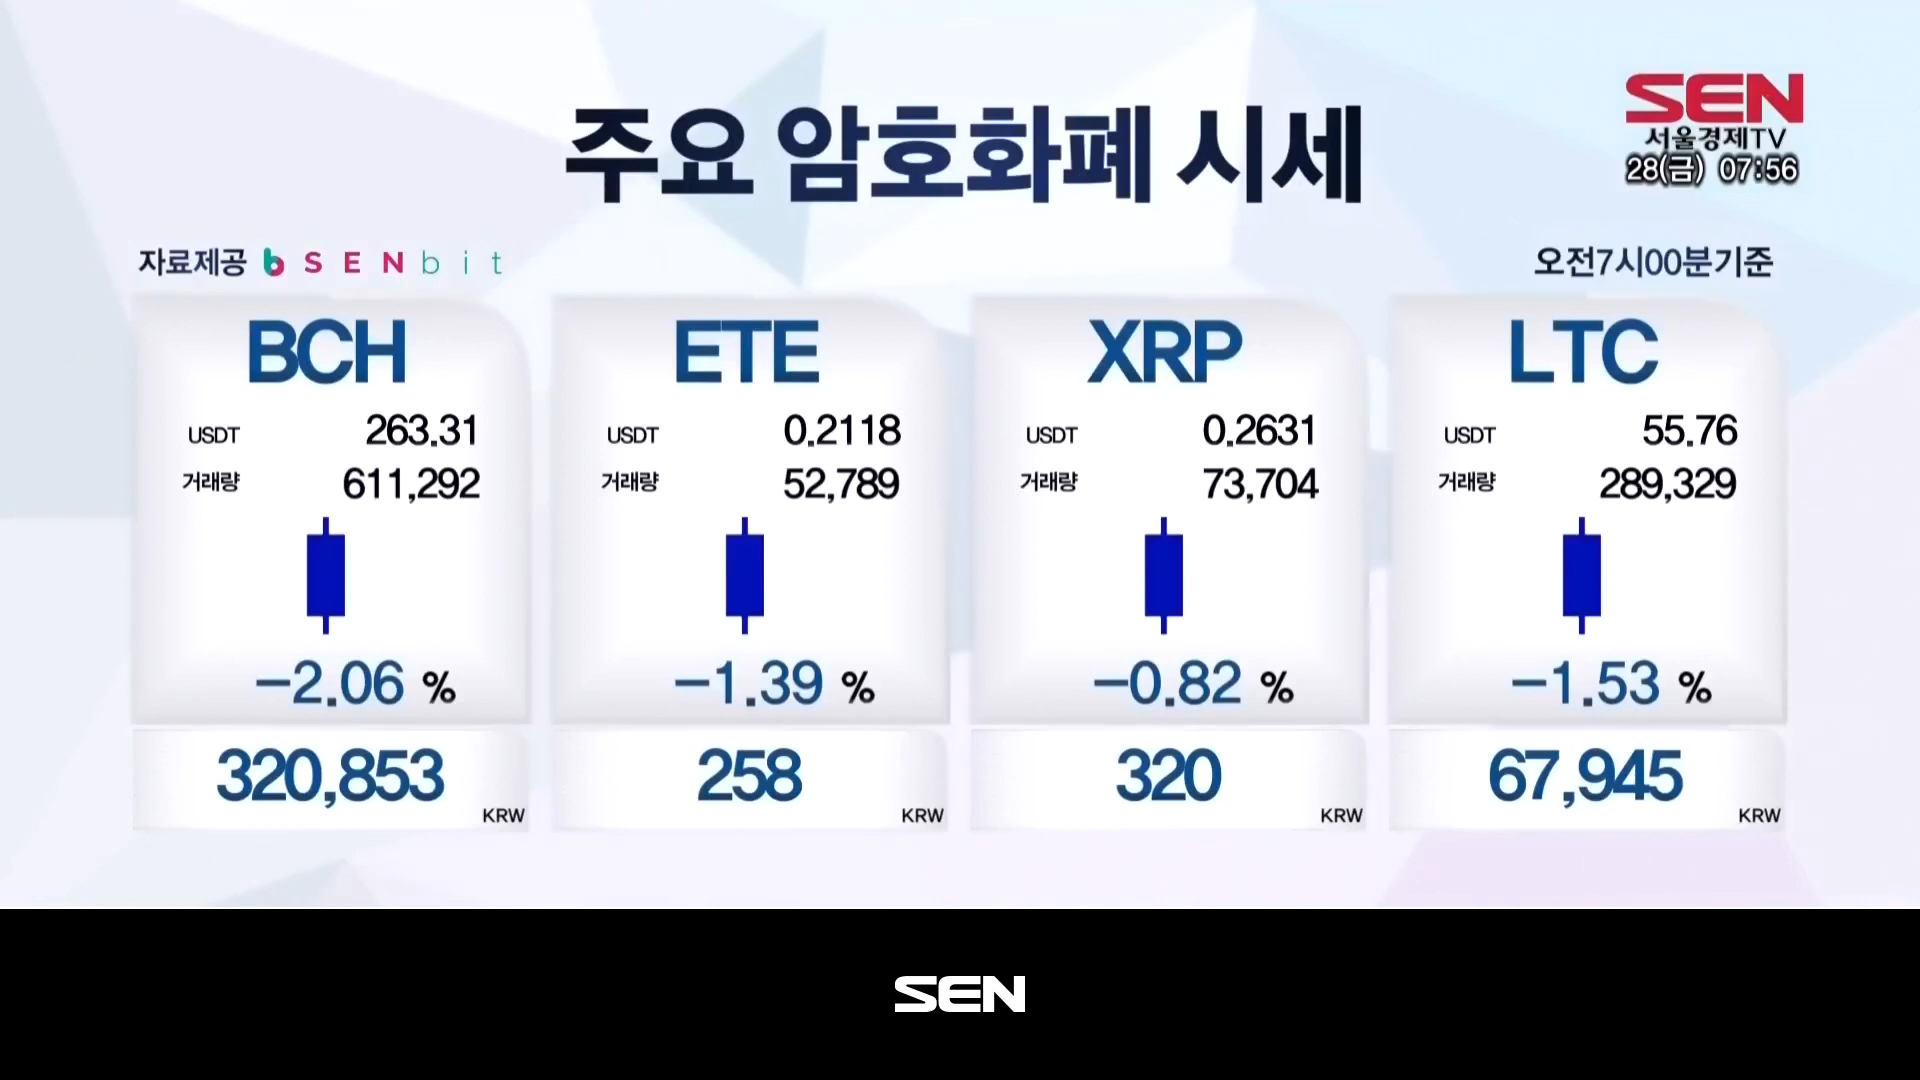 SEN
서울경제TV
28(금) 07:56
주요 암호화폐 시세
자료제공 SENbit
오전7시00분기준
BCH
USDT 263.31
거래량 611,292
-2.06 %
320,853 KRW
ETE
USDT 0.2118
거래량 52,789
-1.39 %
258 KRW
XRP
USDT 0.2631
거래량 73,704
-0.82 %
320 KRW
LTC
USDT 55.76
거래량 289,329
-1.53 %
67,945 KRW
SEN